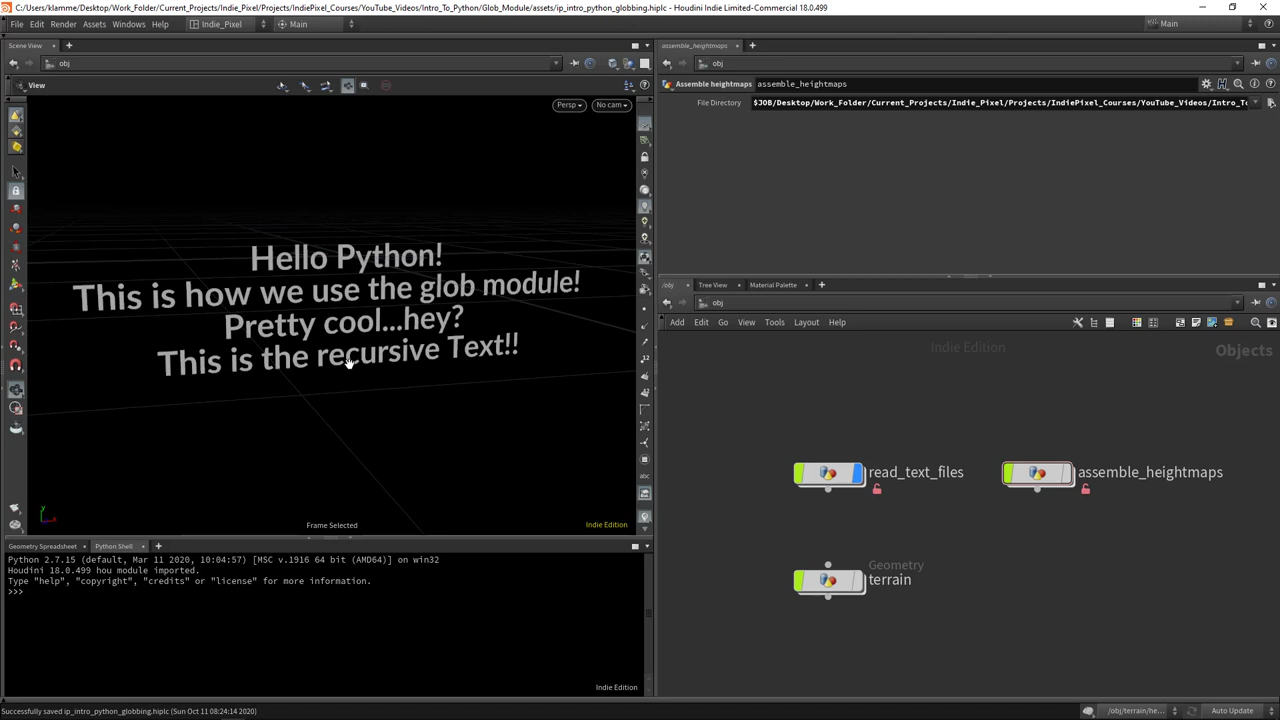 C:/Users/klamme/Desktop/Work_Folder/Current_Projects/Indie_Pixel/Projects/IndiePixel_Courses/YouTube_Videos/Intro_To_Python/Glob_Module/assets/ip_intro_python_globbing.hiplc - Houdini Indie Limited-Commercial 18.0.499
File Edit Render Assets Windows Help Indie_Pixel Main Main
Scene View
assemble_heightmaps
obj
obj
View
Assemble heightmaps assemble_heightmaps
File Directory $JOB/Desktop/Work_Folder/Current_Projects/Indie_Pixel/Projects/IndiePixel_Courses/YouTube_Videos/Intro_T
Persp No cam
Hello Python!
This is how we use the glob module!
Pretty cool...hey?
This is the recursive Text!!
Frame Selected
Indie Edition
/obj Tree View Material Palette
obj
Add Edit Go View Tools Layout Help
Indie Edition
Objects
read_text_files
assemble_heightmaps
Geometry
terrain
Geometry Spreadsheet Python Shell
Python 2.7.15 (default, Mar 11 2020, 10:04:57) [MSC v.1916 64 bit (AMD64)] on win32
Houdini 18.0.499 hou module imported.
Type "help", "copyright", "credits" or "license" for more information.
>>>
Indie Edition
Successfully saved ip_intro_python_globbing.hiplc (Sun Oct 11 08:24:14 2020)
/obj/terrain/he... Auto Update